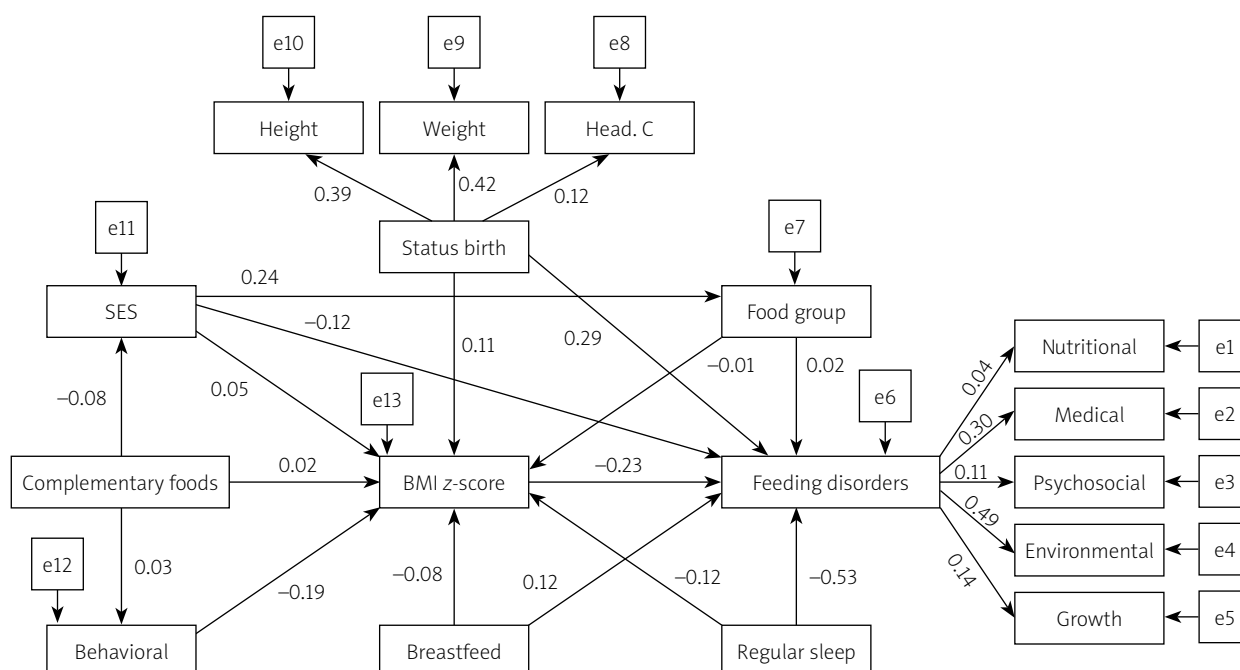 e10
e9
e8
Height
Weight
Head. C
0.39
0.42
0.12
e11
Status birth
e7
0.24
SES
Food group
−0.12
0.11
0.29
−0.01
0.02
Nutritional
e1
−0.08
0.05
e13
e6
0.04
Medical
e2
0.30
Complementary foods
0.02
BMI z-score
−0.23
Feeding disorders
0.11
Psychosocial
e3
0.49
Environmental
e4
e12
0.03
−0.19
−0.08
0.12
−0.12
−0.53
0.14
Growth
e5
Behavioral
Breastfeed
Regular sleep